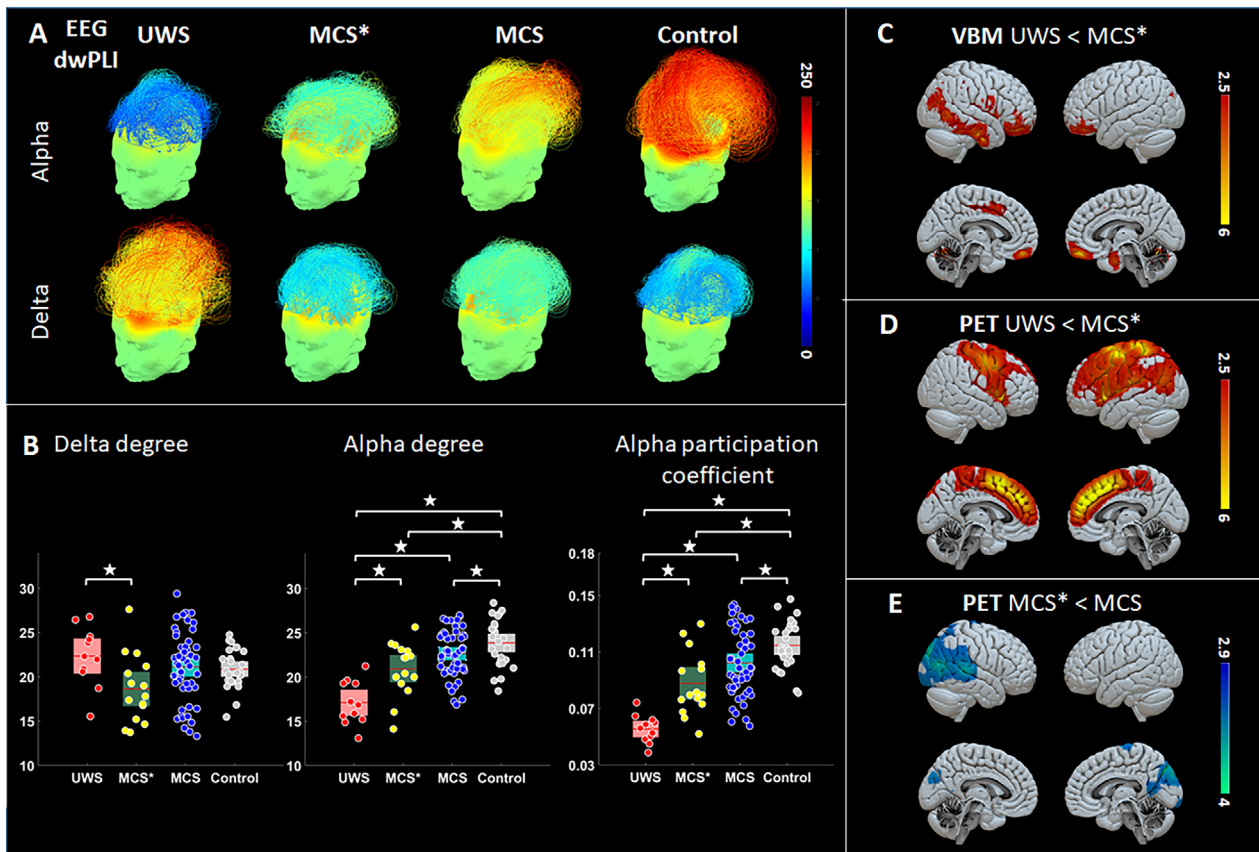 A EEG dwPLI UWS MCS* MCS Control
Alpha
250
Delta
0
B Delta degree
Alpha degree
Alpha participation
coefficient
30
25
20
15
10
UWS MCS* MCS Control
30
25
20
15
10
UWS MCS* MCS Control
0.18
0.15
0.11
0.07
0.03
UWS MCS* MCS Control
C VBM UWS < MCS*
2.5
6
D PET UWS < MCS*
2.5
6
E PET MCS* < MCS
2.9
4